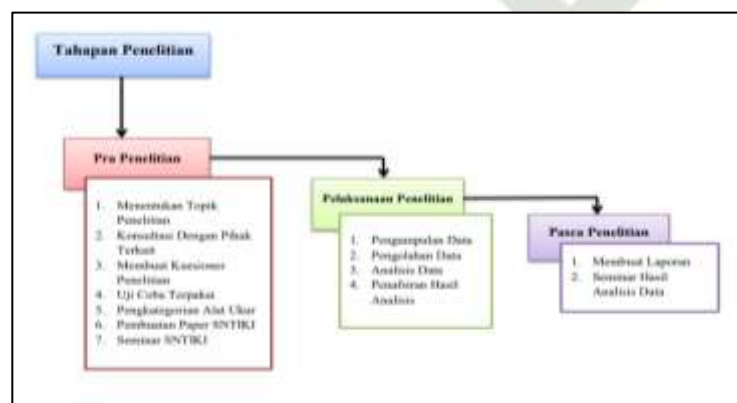 Tahapan Penelitian
Pra Penelitian
1. Menentukan Topik
Penelitian
2. Konsultasi Dengan Pihak
Terkait
3. Membuat Kuesioner
Penelitian
4. Uji Coba Terpakai
5. Pengkategorian Alat Ukur
6. Pembuatan Paper SNTIKI
7. Seminar SNTIKI
Pelaksanaan Penelitian
1. Pengumpulan Data
2. Pengolahan Data
3. Analisis Data
4. Penafsiran Hasil
Analisis
Pasca Penelitian
1. Membuat Laporan
2. Seminar Hasil
Analisis Data